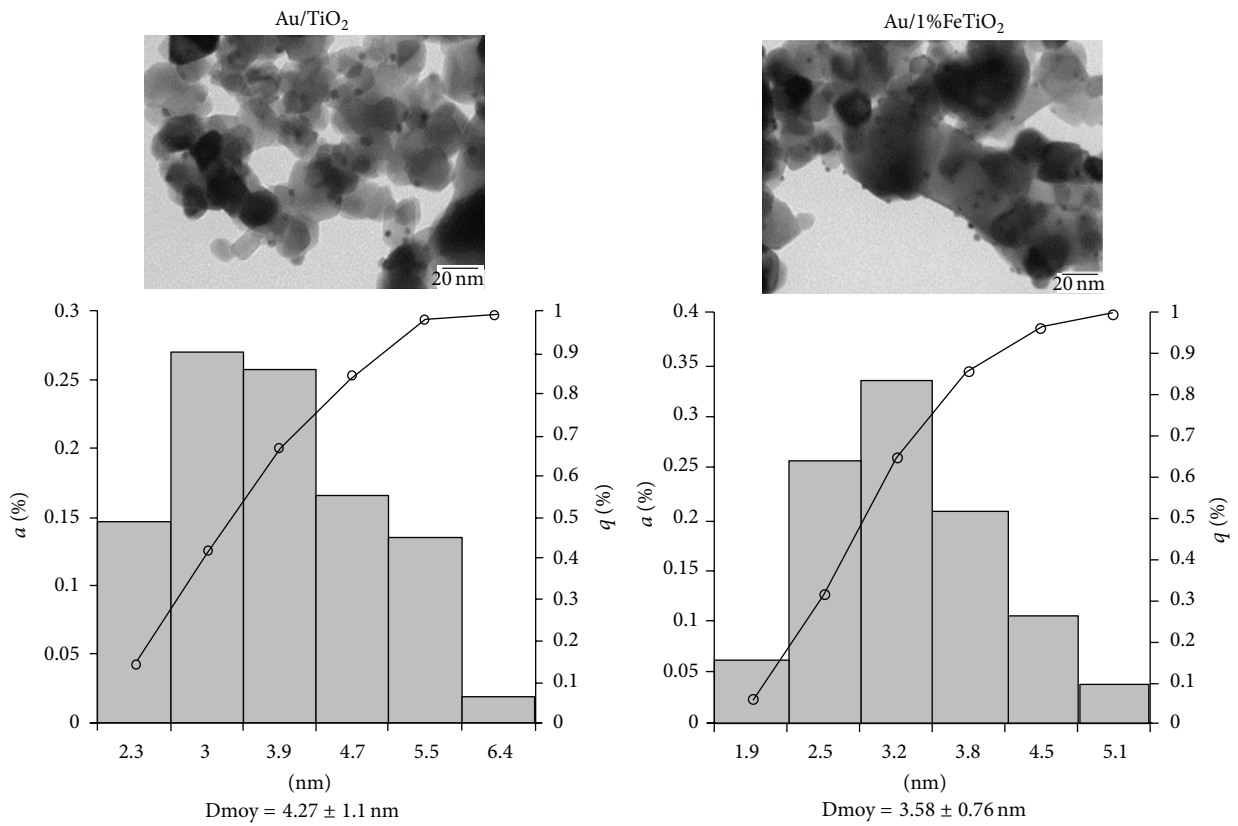 Au/TiO₂
20 nm
0.3
0.25
0.2
0.15
0.1
0.05
0
a (%)
1
0.9
0.8
0.7
0.6
0.5
0.4
0.3
0.2
0.1
0
q (%)
2.3 3 3.9 4.7 5.5 6.4
(nm)
Dmoy = 4.27 ± 1.1 nm
Au/1%FeTiO₂
20 nm
0.4
0.35
0.3
0.25
0.2
0.15
0.1
0.05
0
a (%)
1
0.9
0.8
0.7
0.6
0.5
0.4
0.3
0.2
0.1
0
q (%)
1.9 2.5 3.2 3.8 4.5 5.1
(nm)
Dmoy = 3.58 ± 0.76 nm